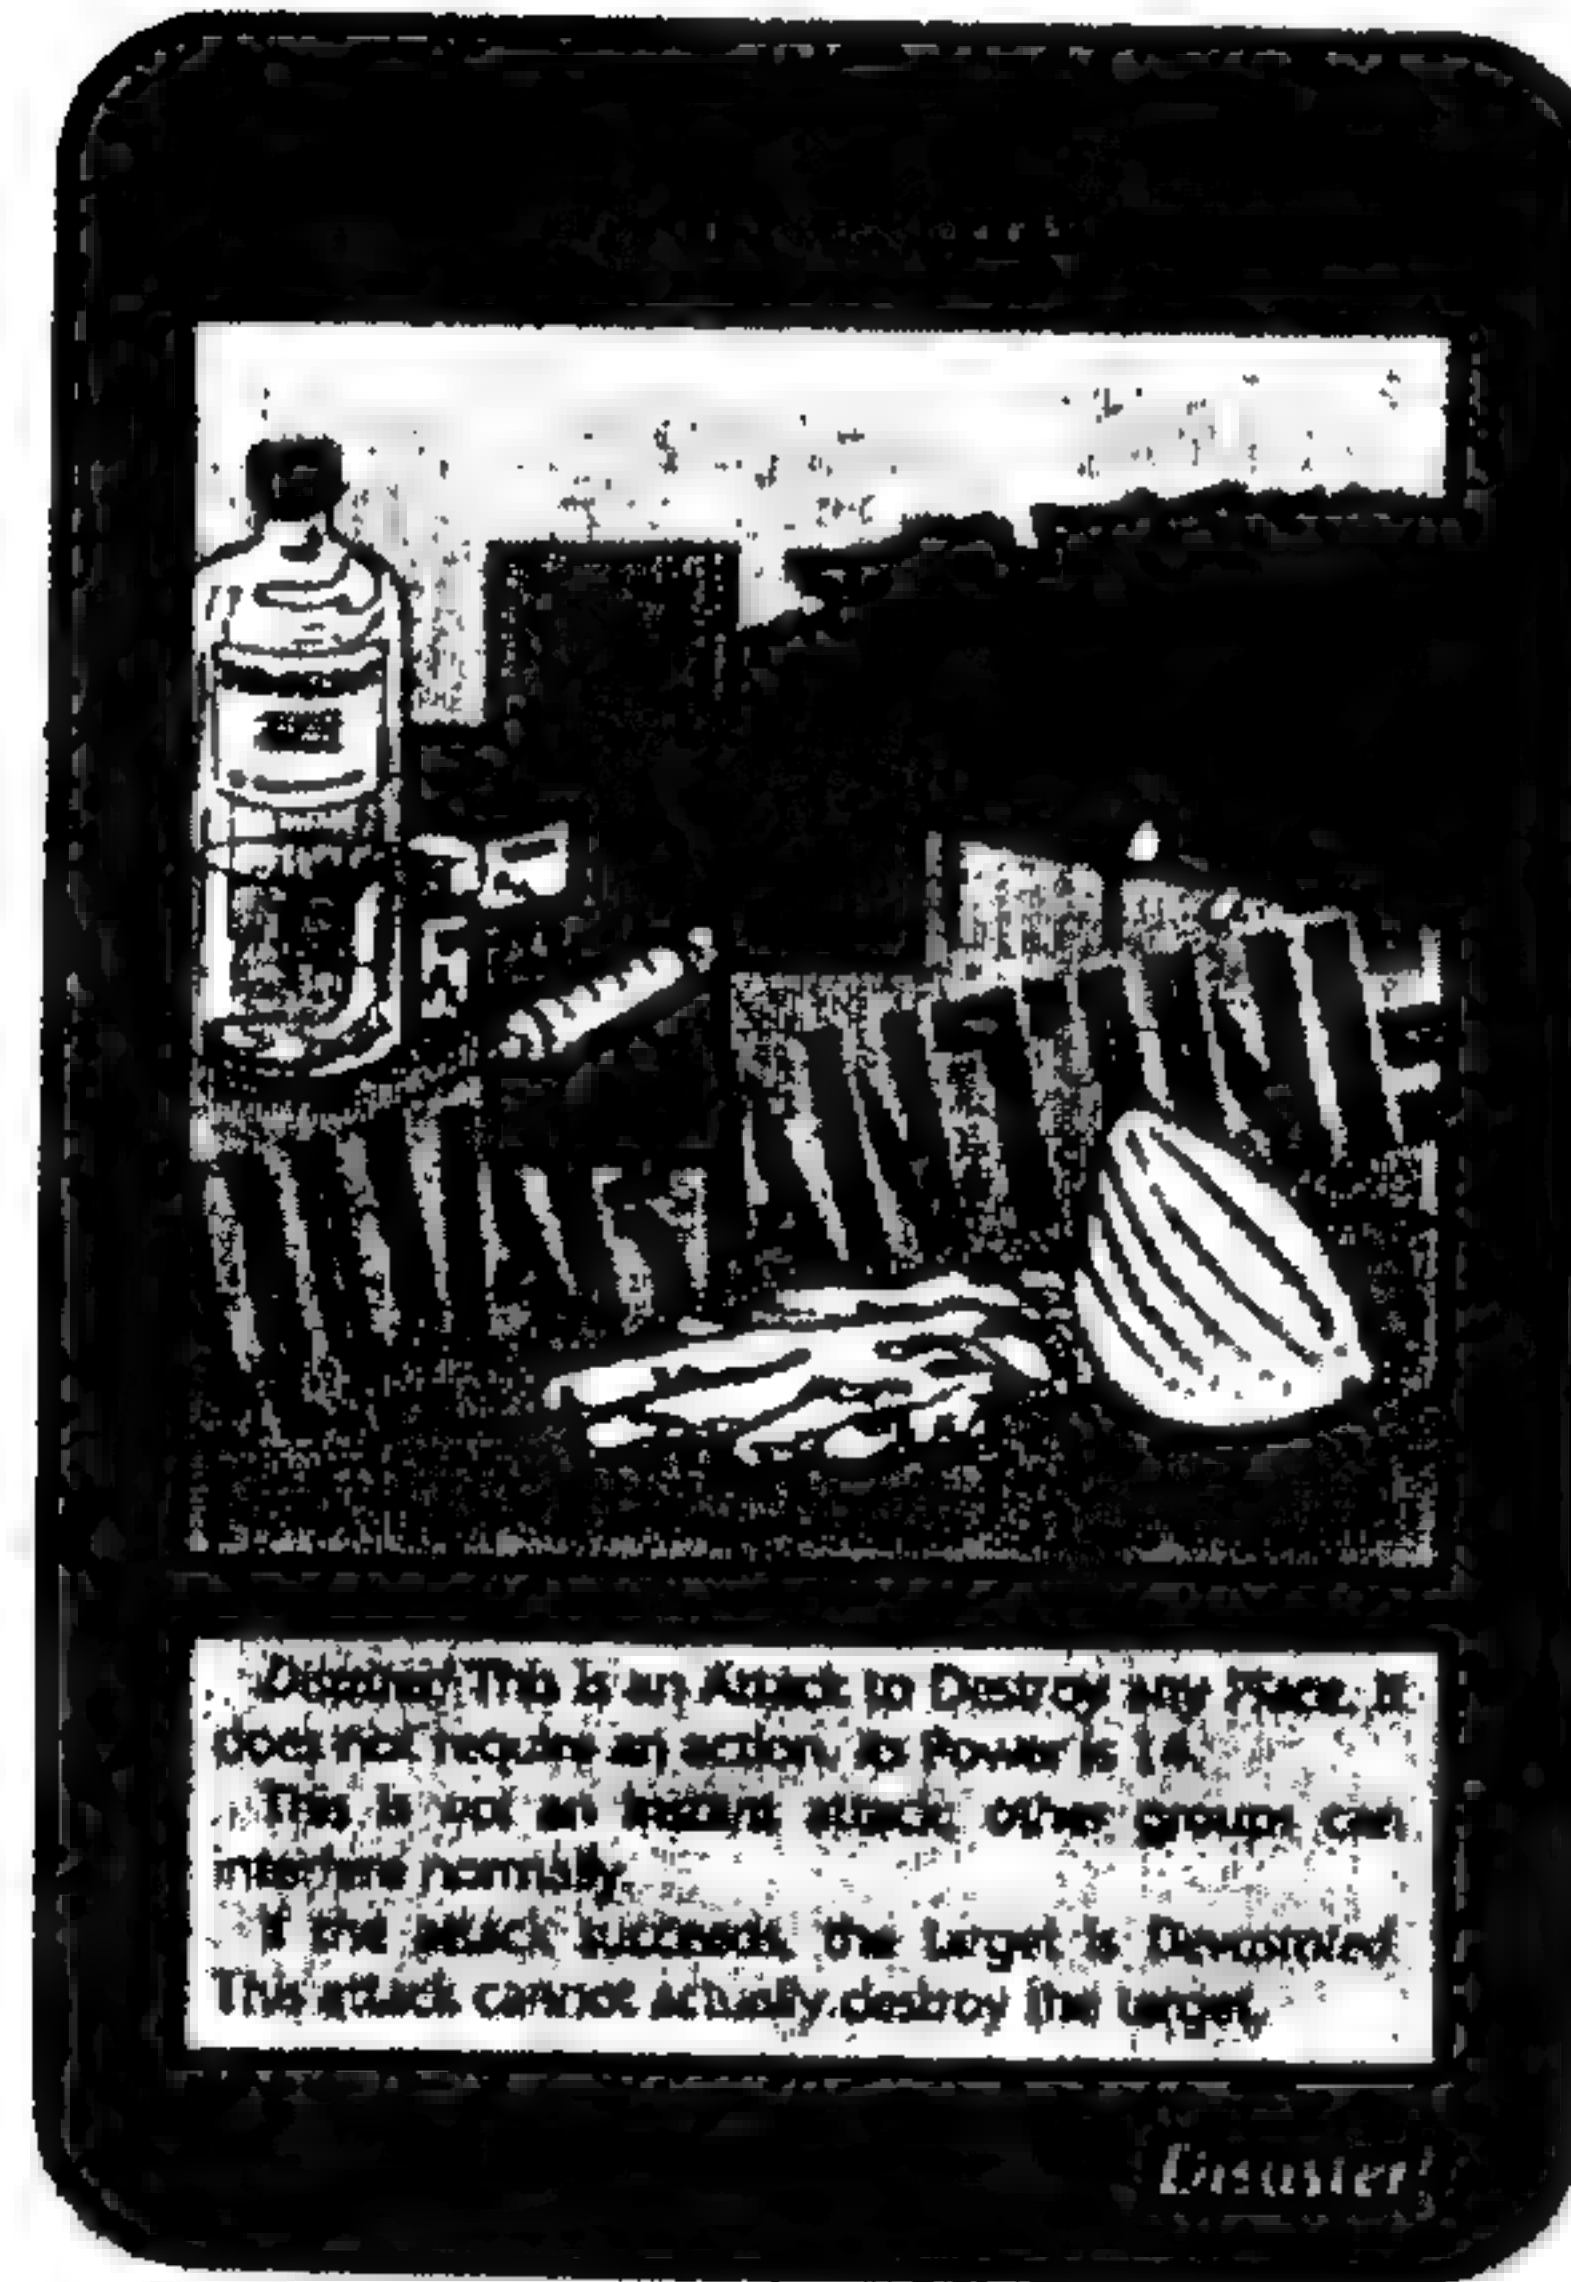 Disaster! This is an Attack to Destroy any Place. It
does not require an action. Its Power is 14.
This is not an Instant attack; other groups can
interfere normally.
If the attack succeeds, the target is Devastated.
This attack cannot actually destroy the target.
Disaster!